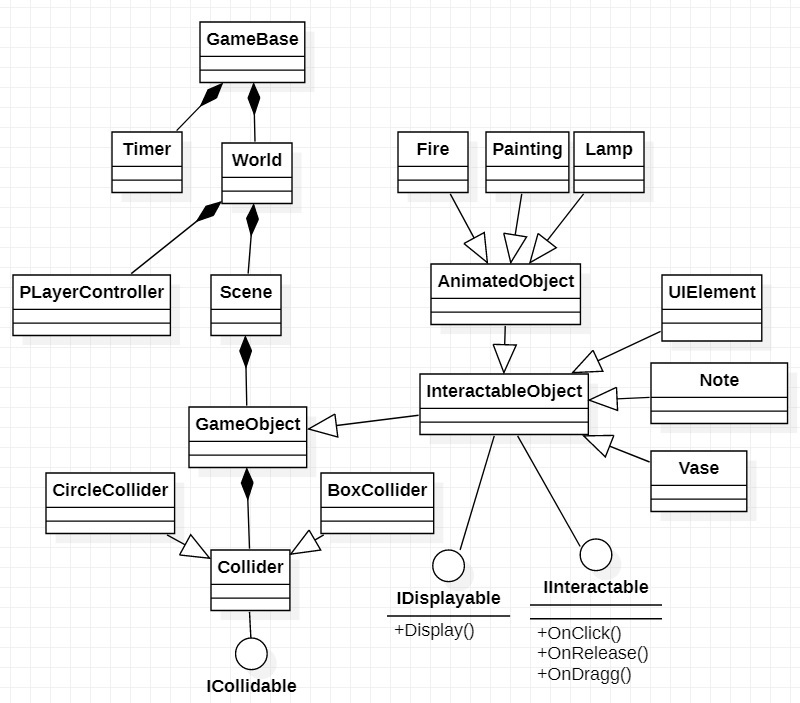 GameBase
Timer
World
Fire
Painting
Lamp
PLayerController
Scene
AnimatedObject
UIElement
InteractableObject
Note
GameObject
Vase
CircleCollider
BoxCollider
Collider
IDisplayable
+Display()
IInteractable
+OnClick()
+OnRelease()
+OnDragg()
ICollidable